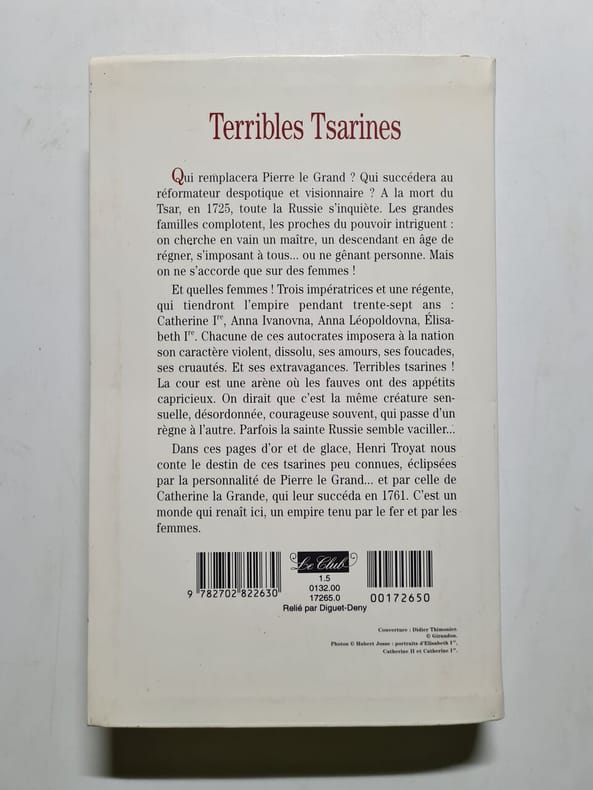 Terribles Tsarines
Qui remplacera Pierre le Grand ? Qui succédera au
réformateur despotique et visionnaire ? A la mort du
Tsar, en 1725, toute la Russie s'inquiète. Les grandes
familles complotent, les proches du pouvoir intriguent :
on cherche en vain un maître, un descendant en âge de
régner, s'imposant à tous... ou ne gênant personne. Mais
on ne s'accorde que sur des femmes !
Et quelles femmes ! Trois impératrices et une régente,
qui tiendront l'empire pendant trente-sept ans :
Catherine Iʳᵉ, Anna Ivanovna, Anna Léopoldovna, Élisa-
beth Iʳᵉ. Chacune de ces autocrates imposera à la nation
son caractère violent, dissolu, ses amours, ses foucades,
ses cruautés. Et ses extravagances. Terribles tsarines !
La cour est une arène où les fauves ont des appétits
capricieux. On dirait que c'est la même créature sen-
suelle, désordonnée, courageuse souvent, qui passe d'un
règne à l'autre. Parfois la sainte Russie semble vaciller...
Dans ces pages d'or et de glace, Henri Troyat nous
conte le destin de ces tsarines peu connues, éclipsées
par la personnalité de Pierre le Grand... et par celle de
Catherine la Grande, qui leur succéda en 1761. C'est un
monde qui renaît ici, un empire tenu par le fer et par les
femmes.
Le Club
1.5
0132.00
17265.0
9 782702 822630
00172650
Relié par Diguet-Deny
Couverture : Didier Thimonier
© Giraudon.
Photos © Hubert Josse : portraits d'Elisabeth Iʳᵉ,
Catherine II et Catherine Iʳᵉ.